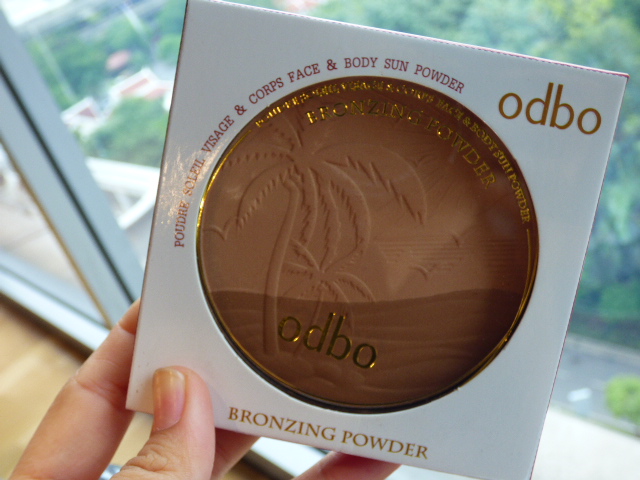 POUDRE SOLEIL VISAGE & CORPS FACE & BODY SUN POWDER
odbo
BRONZING POWDER
odbo
BRONZING POWDER